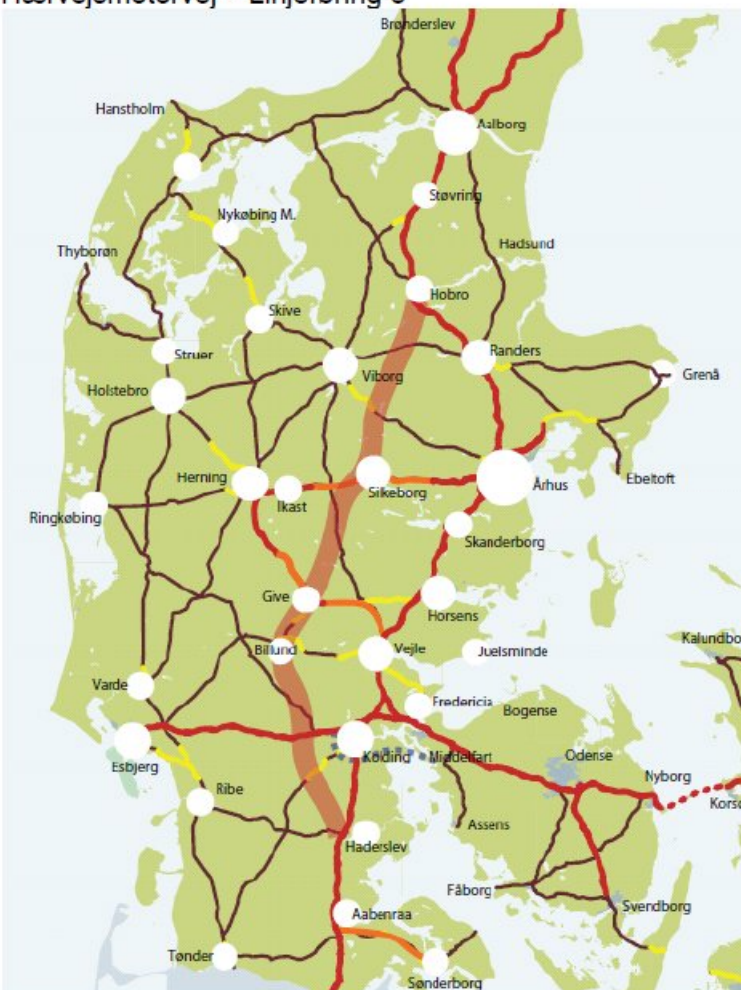 Brønderslev
Hanstholm
Aalborg
Støvring
Nykøbing M.
Hadsund
Thyborøn
Hobro
Skive
Struer
Randers
Viborg
Grenå
Holstebro
Herning
Silkeborg
Århus
Ebeltoft
Ikast
Ringkøbing
Skanderborg
Give
Horsens
Kalundbo
Billund
Vejle
Juelsminde
Varde
Fredericia
Bogense
Kolding
Middelfart
Odense
Esbjerg
Nyborg
Ribe
Korsø
Assens
Haderslev
Fåborg
Svendborg
Aabenraa
Tønder
Sønderborg